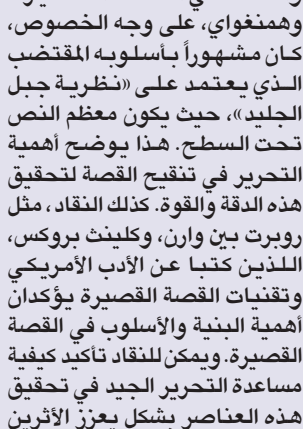 وهمنغواي، على وجه الخصوص،
كان مشهوراً بأسلوبه المقتضب
الذي يعتمد على «نظرية جبل
الجليد»، حيث يكون معظم النص
تحت السطح. هذا يوضح أهمية
التحرير في تنقيح القصة لتحقيق
هذه الدقة والقوة. كذلك النقاد، مثل
روبرت بين وارن، وكلينث بروكس،
اللذين كتبا عن الأدب الأمريكي
وتقنيات القصة القصيرة يؤكدان
أهمية البنية والأسلوب في القصة
القصيرة. ويمكن للنقاد تأكيد كيفية
مساعدة التحرير الجيد في تحقيق
هذه العناصر بشكل يعزز الأثرين